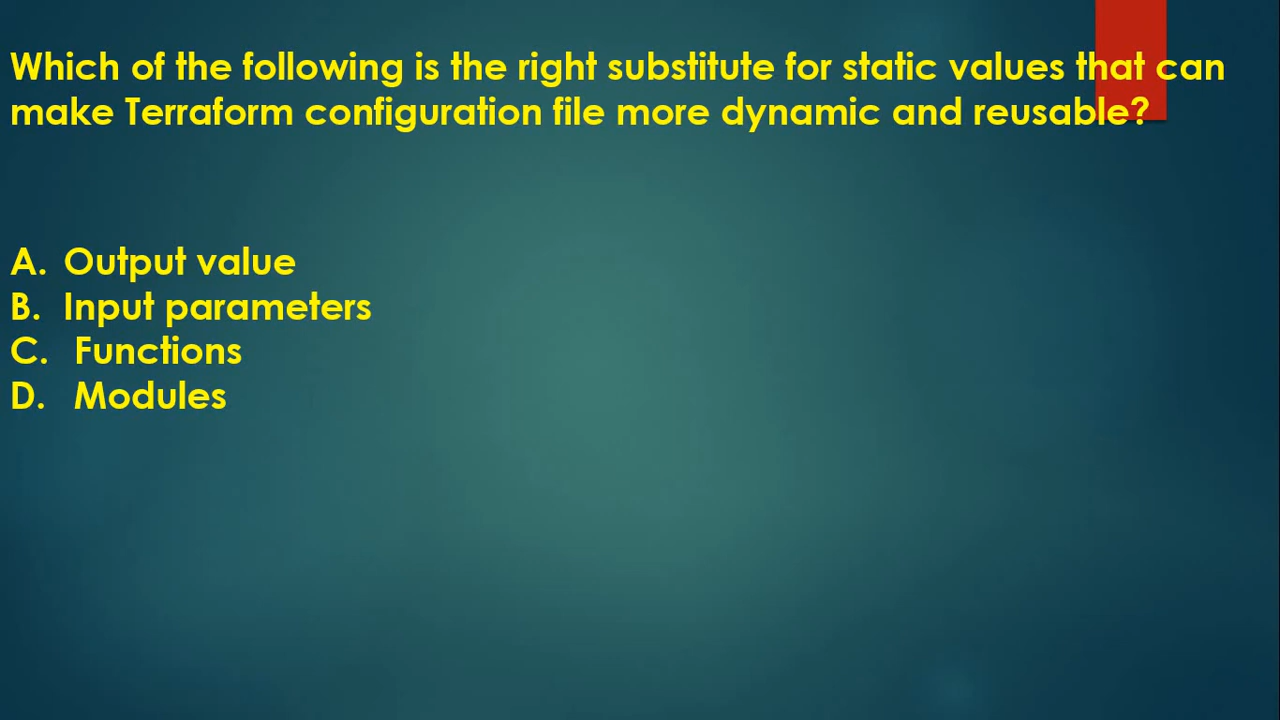 Which of the following is the right substitute for static values that can
make Terraform configuration file more dynamic and reusable?
A. Output value
B. Input parameters
C. Functions
D. Modules